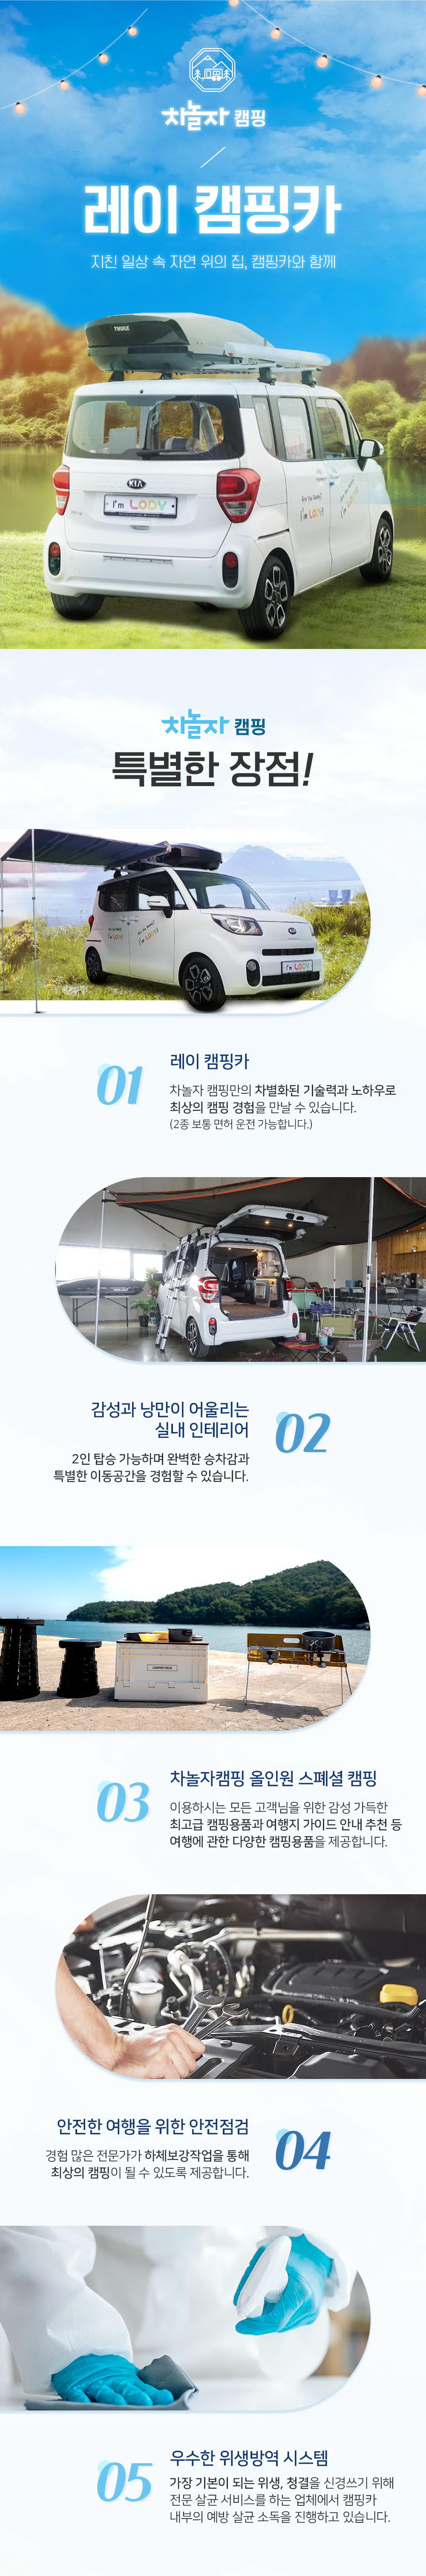 차놀자 캠핑
레이 캠핑카
지친 일상 속 자연 위의 집, 캠핑카와 함께
THULE
KIA
I'm LODY
I'm LODY
차놀자 캠핑
특별한 장점!
I'm LODY
I'm LODY
KIA
I'm LODY
01
레이 캠핑카
차놀자 캠핑만의 차별화된 기술력과 노하우로
최상의 캠핑 경험을 만날 수 있습니다.
(2종 보통 면허 운전 가능합니다.)
감성과 낭만이 어울리는
실내 인테리어
02
2인 탑승 가능하며 완벽한 승차감과
특별한 이동공간을 경험할 수 있습니다.
03
차놀자캠핑 올인원 스폐셜 캠핑
이용하시는 모든 고객님을 위한 감성 가득한
최고급 캠핑용품과 여행지 가이드 안내 추천 등
여행에 관한 다양한 캠핑용품을 제공합니다.
안전한 여행을 위한 안전점검
04
경험 많은 전문가가 하체보강작업을 통해
최상의 캠핑이 될 수 있도록 제공합니다.
05
우수한 위생방역 시스템
가장 기본이 되는 위생, 청결을 신경쓰기 위해
전문 살균 서비스를 하는 업체에서 캠핑카
내부의 예방 살균 소독을 진행하고 있습니다.